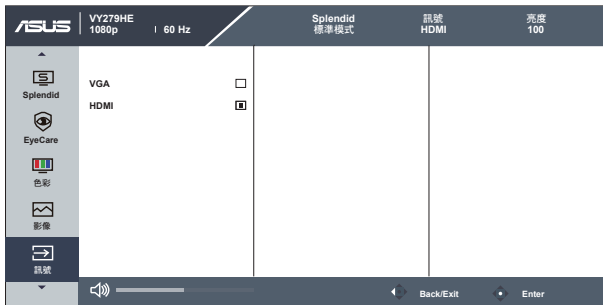 ASUS
VY279HE
1080p 60 Hz
Splendid
標準模式
訊號
HDMI
亮度
100
Splendid
EyeCare
色彩
影像
訊號
VGA
HDMI
Back/Exit
Enter